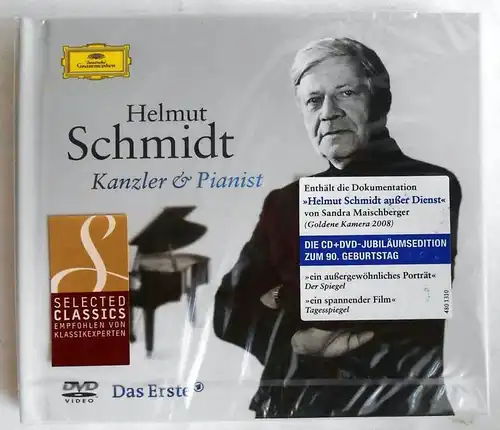 Deutsche
Grammophon
Helmut
Schmidt
Kanzler & Pianist
Enthält die Dokumentation
»Helmut Schmidt außer Dienst«
von Sandra Maischberger
(Goldene Kamera 2008)
DIE CD+DVD-JUBILÄUMSEDITION
ZUM 90. GEBURTSTAG
»ein außergewöhnliches Porträt«
Der Spiegel
»ein spannender Film«
Tagesspiegel
480 1310
S
SELECTED
CLASSICS
EMPFOHLEN VON
KLASSIKEXPERTEN
DVD
VIDEO
Das Erste